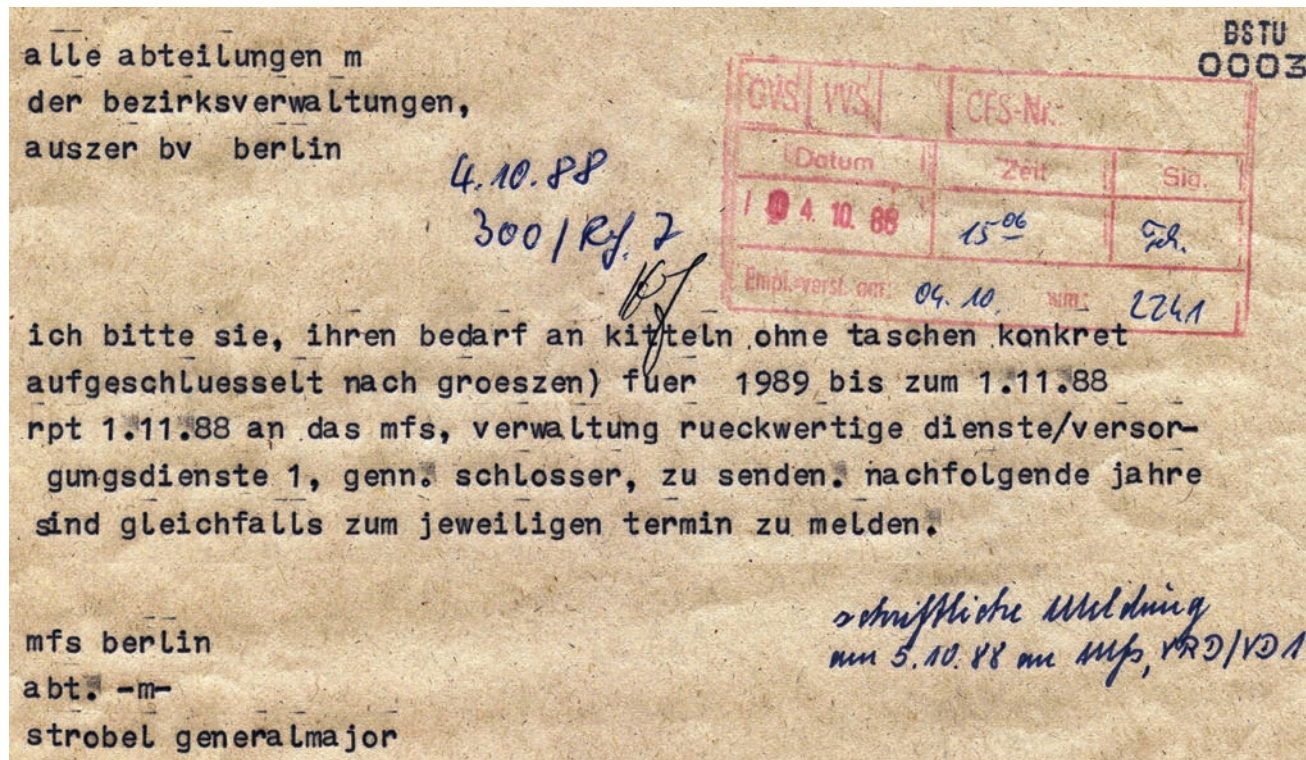 BSTU
0003
alle abteilungen m
der bezirksverwaltungen,
auszer bv berlin
GVS VVS CFS-Nr.:
Datum Zeit Sig.
4.10.88 15 06
Empf.-verst. am: 04.10. um: 2241
4.10.88
300/Rf. 7
ich bitte sie, ihren bedarf an kitteln ohne taschen konkret
aufgeschluesselt nach groeszen) fuer 1989 bis zum 1.11.88
rpt 1.11.88 an das mfs, verwaltung rueckwertige dienste/versor-
gungsdienste 1, genn. schlosser, zu senden. nachfolgende jahre
sind gleichfalls zum jeweiligen termin zu melden.
schriftliche Meldung
am 5.10.88 an MfS, VRD/VD1
mfs berlin
abt. -m-
strobel generalmajor